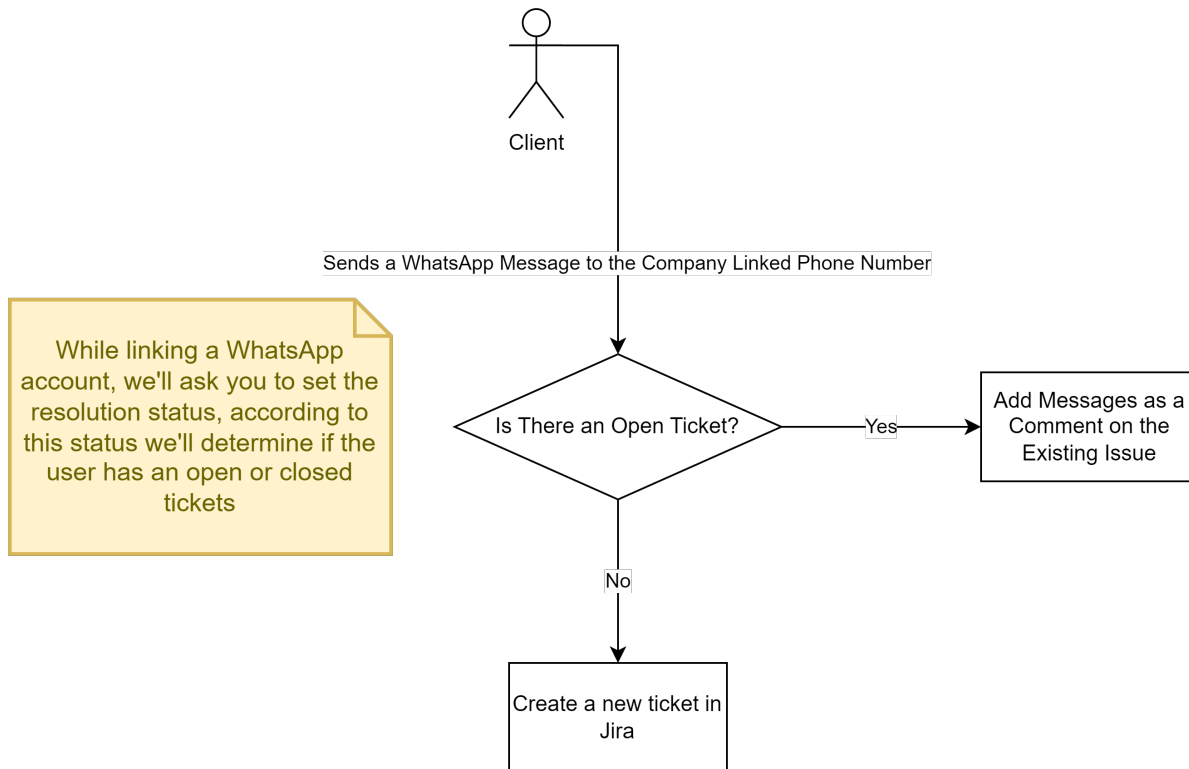 Client
Sends a WhatsApp Message to the Company Linked Phone Number
While linking a WhatsApp
account, we'll ask you to set the
resolution status, according to
this status we'll determine if the
user has an open or closed
tickets
Is There an Open Ticket?
Yes
Add Messages as a
Comment on the
Existing Issue
No
Create a new ticket in
Jira